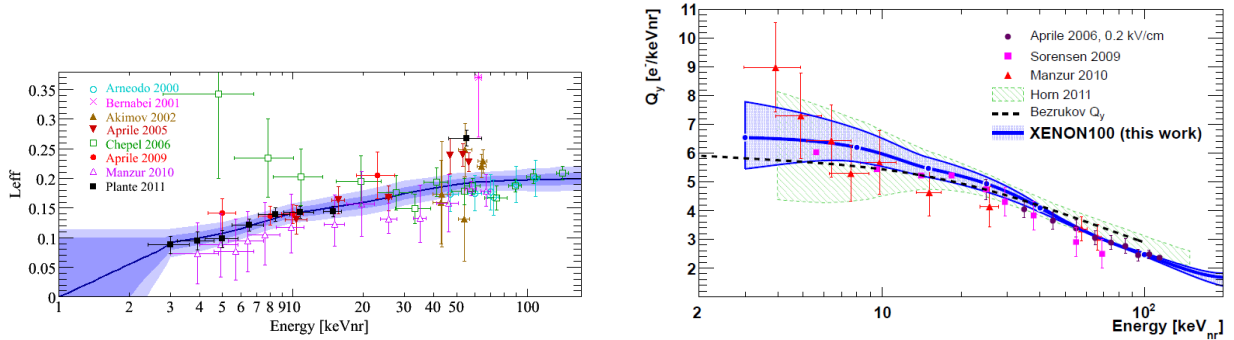 Leff
0.35
0.3
0.25
0.2
0.15
0.1
0.05
0
Arneodo 2000
Bernabei 2001
Akimov 2002
Aprile 2005
Chepel 2006
Aprile 2009
Manzur 2010
Plante 2011
1 2 3 4 5 6 7 8 9 10 20 30 40 50 100
Energy [keVnr]
Qy [e-/keVnr]
11
10
9
8
7
6
5
4
3
2
Aprile 2006, 0.2 kV/cm
Sorensen 2009
Manzur 2010
Horn 2011
Bezrukov Qy
XENON100 (this work)
2 10 10²
Energy [keVnr]